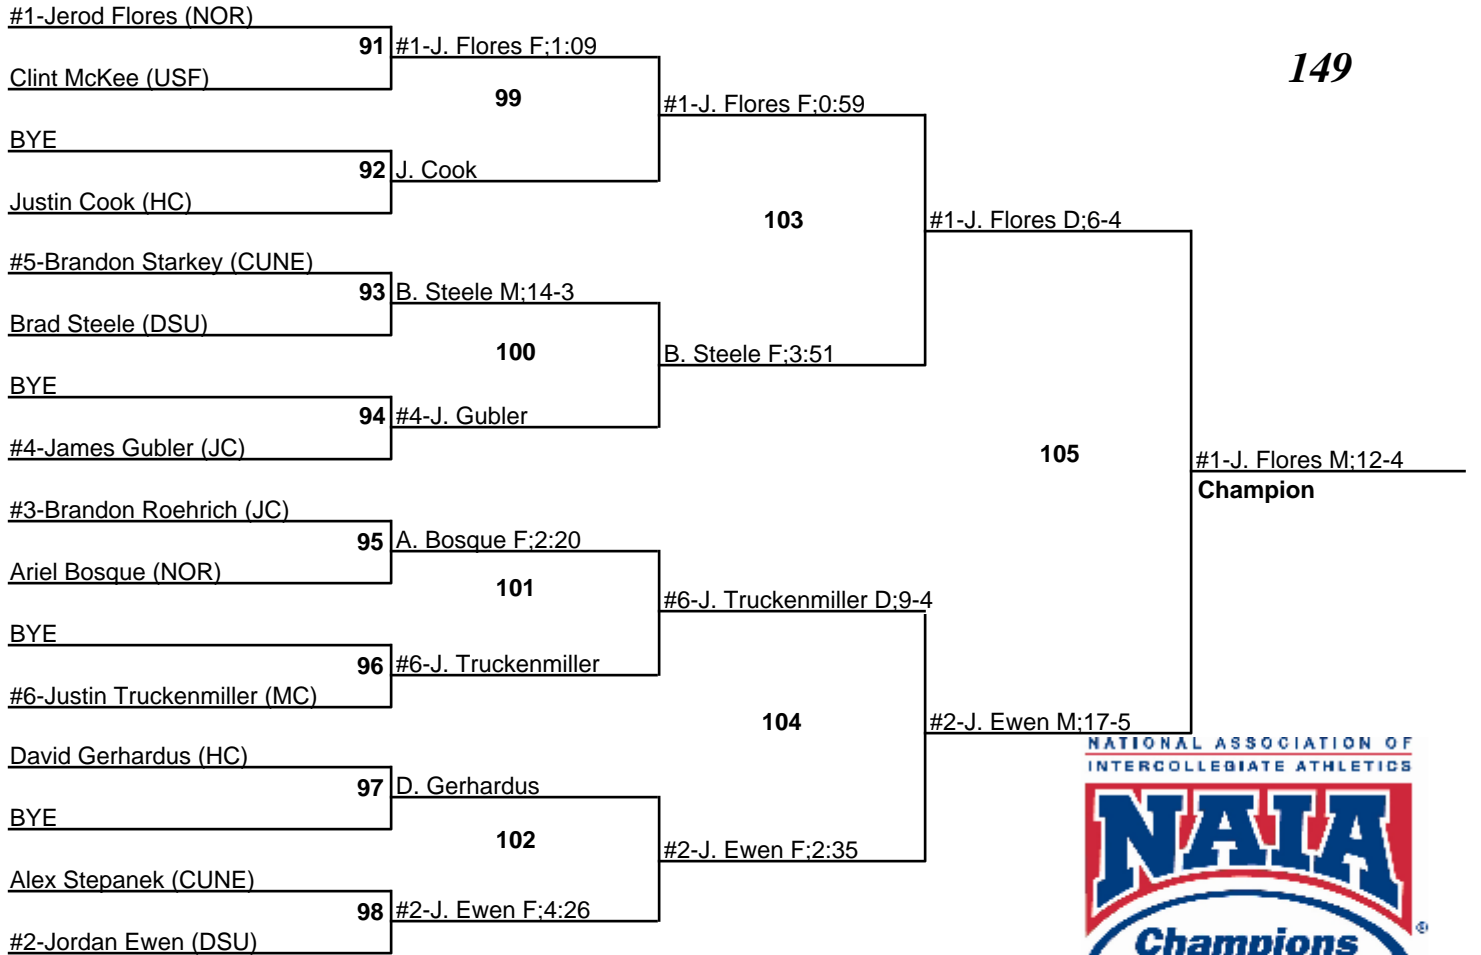 #1-Jerod Flores (NOR)
91 #1-J. Flores F;1:09
149
Clint McKee (USF)
99
#1-J. Flores F;0:59
BYE
92 J. Cook
Justin Cook (HC)
103
#1-J. Flores D;6-4
#5-Brandon Starkey (CUNE)
93 B. Steele M;14-3
Brad Steele (DSU)
100
B. Steele F;3:51
BYE
94 #4-J. Gubler
#4-James Gubler (JC)
105
#1-J. Flores M;12-4
Champion
#3-Brandon Roehrich (JC)
95 A. Bosque F;2:20
Ariel Bosque (NOR)
101
#6-J. Truckenmiller D;9-4
BYE
96 #6-J. Truckenmiller
#6-Justin Truckenmiller (MC)
104
#2-J. Ewen M;17-5
David Gerhardus (HC)
97 D. Gerhardus
BYE
102
#2-J. Ewen F;2:35
Alex Stepanek (CUNE)
98 #2-J. Ewen F;4:26
#2-Jordan Ewen (DSU)
NATIONAL ASSOCIATION OF
INTERCOLLEGIATE ATHLETICS
NAIA
®
Champions